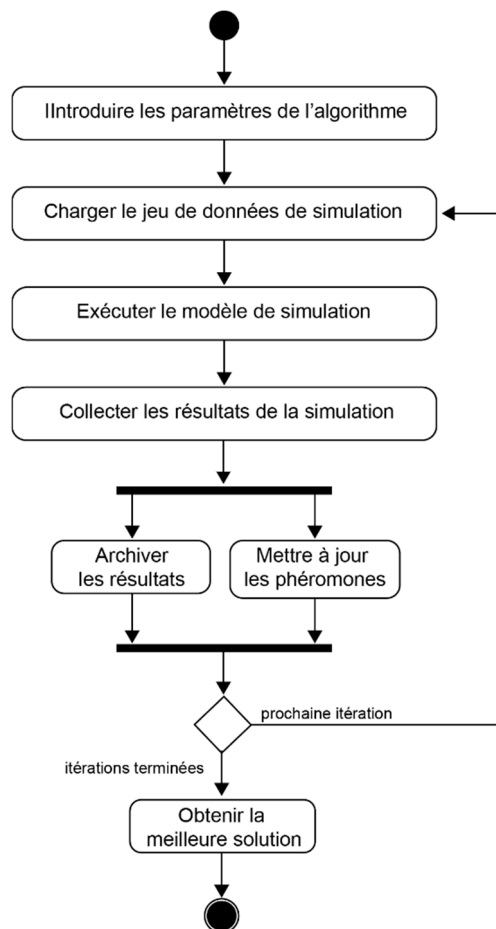 IIntroduire les paramètres de l'algorithme
Charger le jeu de données de simulation
Exécuter le modèle de simulation
Collecter les résultats de la simulation
Archiver
les résultats
Mettre à jour
les phéromones
prochaine itération
itérations terminées
Obtenir la
meilleure solution